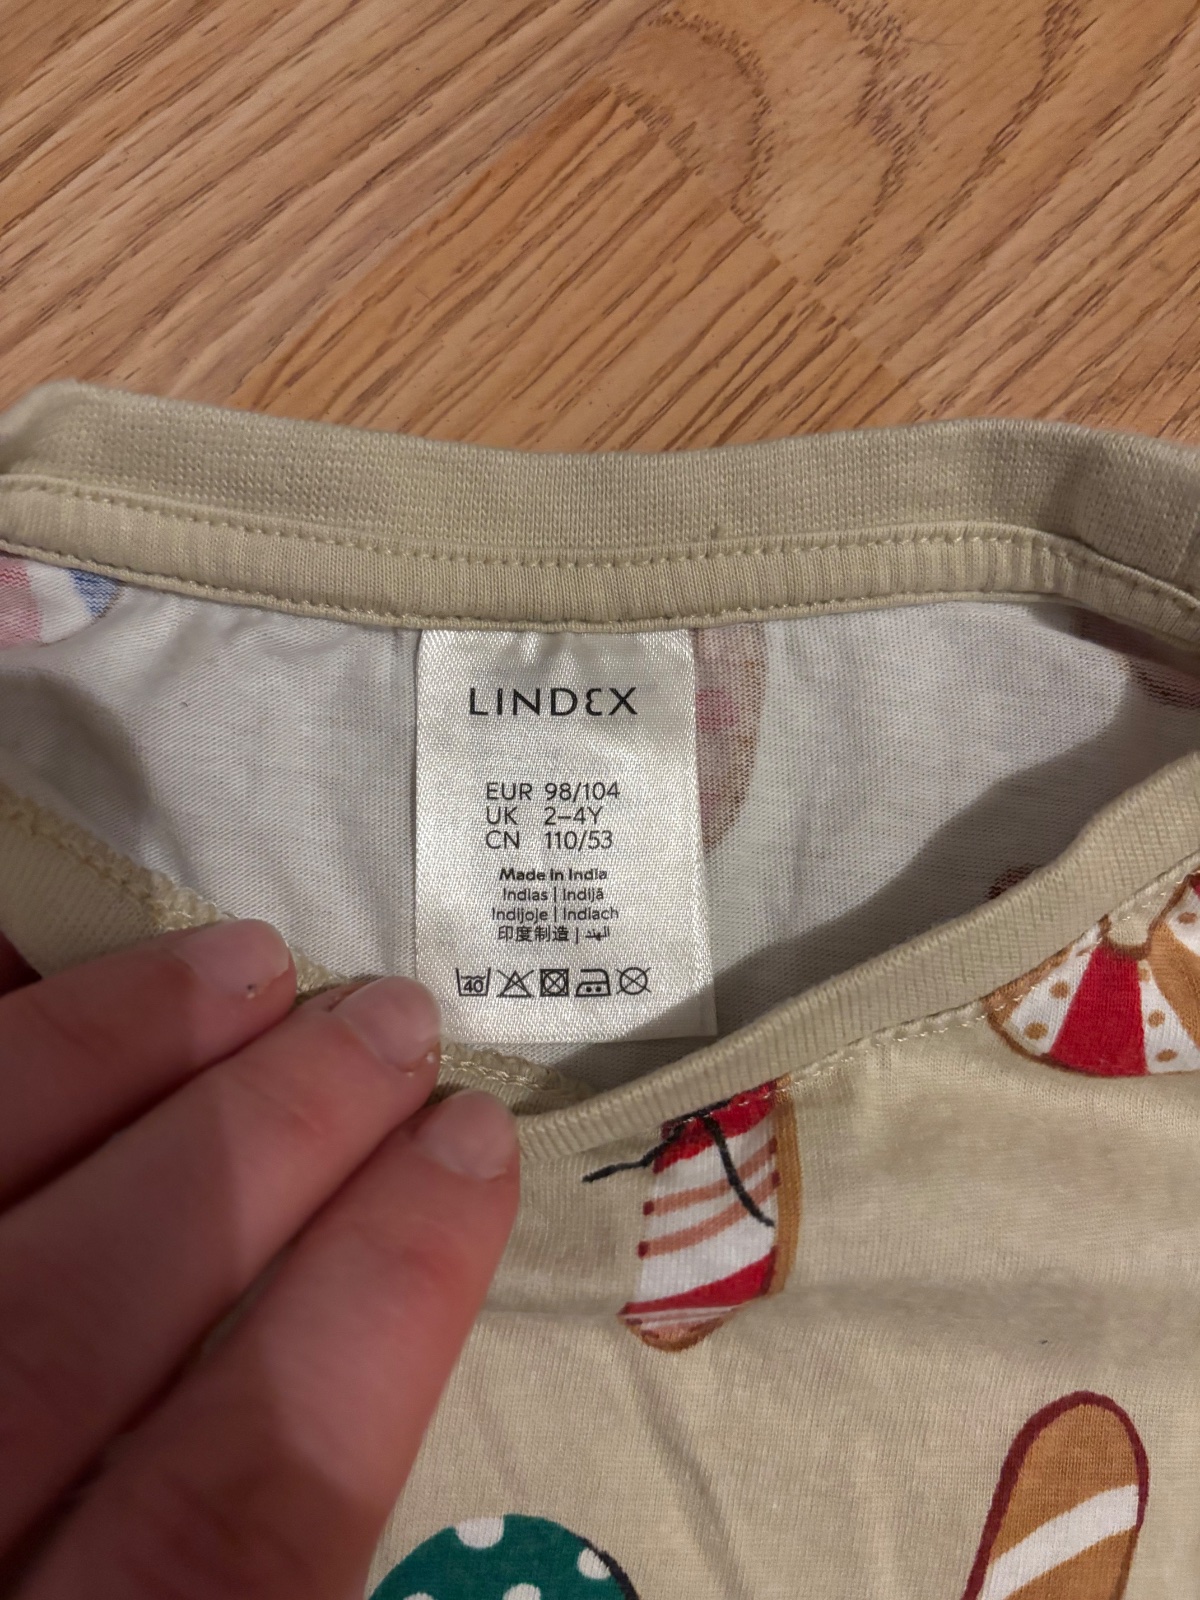 LINDEX
EUR 98/104
UK 2–4Y
CN 110/53
Made in India
Indias | Indijā
Indijoje | Indiach
印度制造 | الهند
40